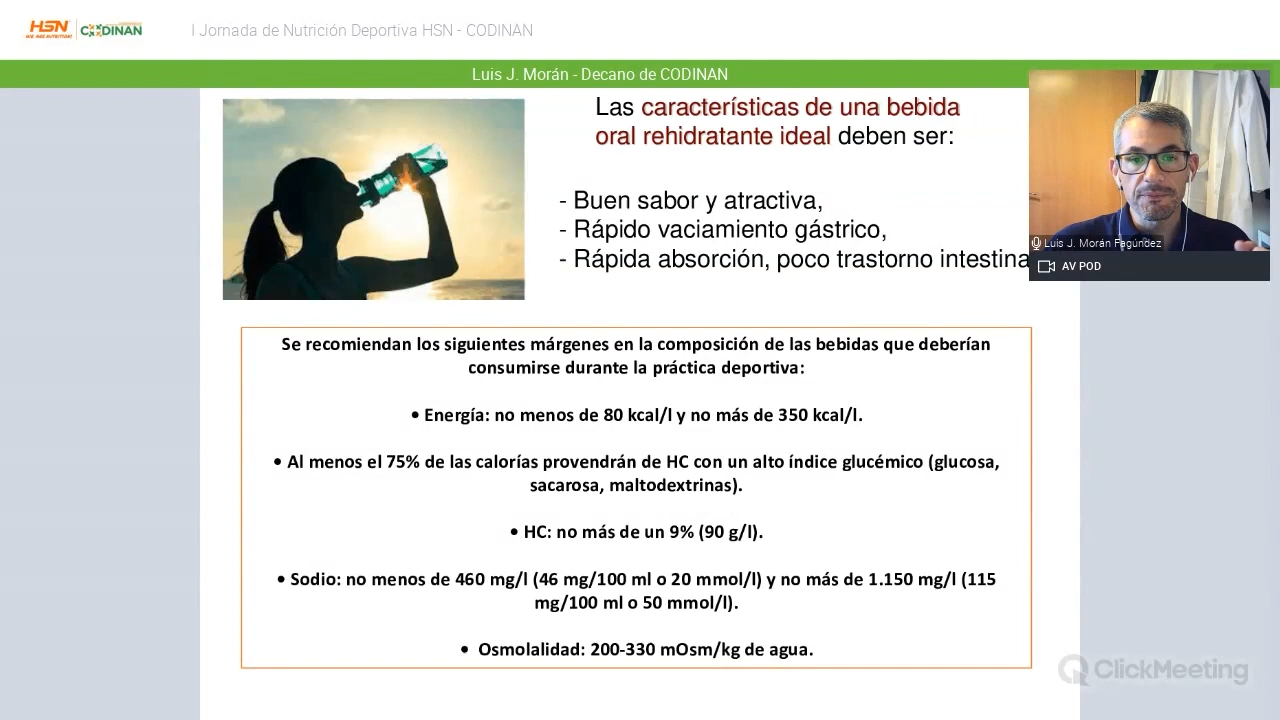 HSN
CODINAN
I Jornada de Nutrición Deportiva HSN - CODINAN
Luis J. Morán - Decano de CODINAN
Las características de una bebida
oral rehidratante ideal deben ser:
- Buen sabor y atractiva,
- Rápido vaciamiento gástrico,
- Rápida absorción, poco trastorno intestina
Luis J. Morán Fagúndez
AV POD
Se recomiendan los siguientes márgenes en la composición de las bebidas que deberían
consumirse durante la práctica deportiva:
• Energía: no menos de 80 kcal/l y no más de 350 kcal/l.
• Al menos el 75% de las calorías provendrán de HC con un alto índice glucémico (glucosa,
sacarosa, maltodextrinas).
• HC: no más de un 9% (90 g/l).
• Sodio: no menos de 460 mg/l (46 mg/100 ml o 20 mmol/l) y no más de 1.150 mg/l (115
mg/100 ml o 50 mmol/l).
• Osmolalidad: 200-330 mOsm/kg de agua.
ClickMeeting